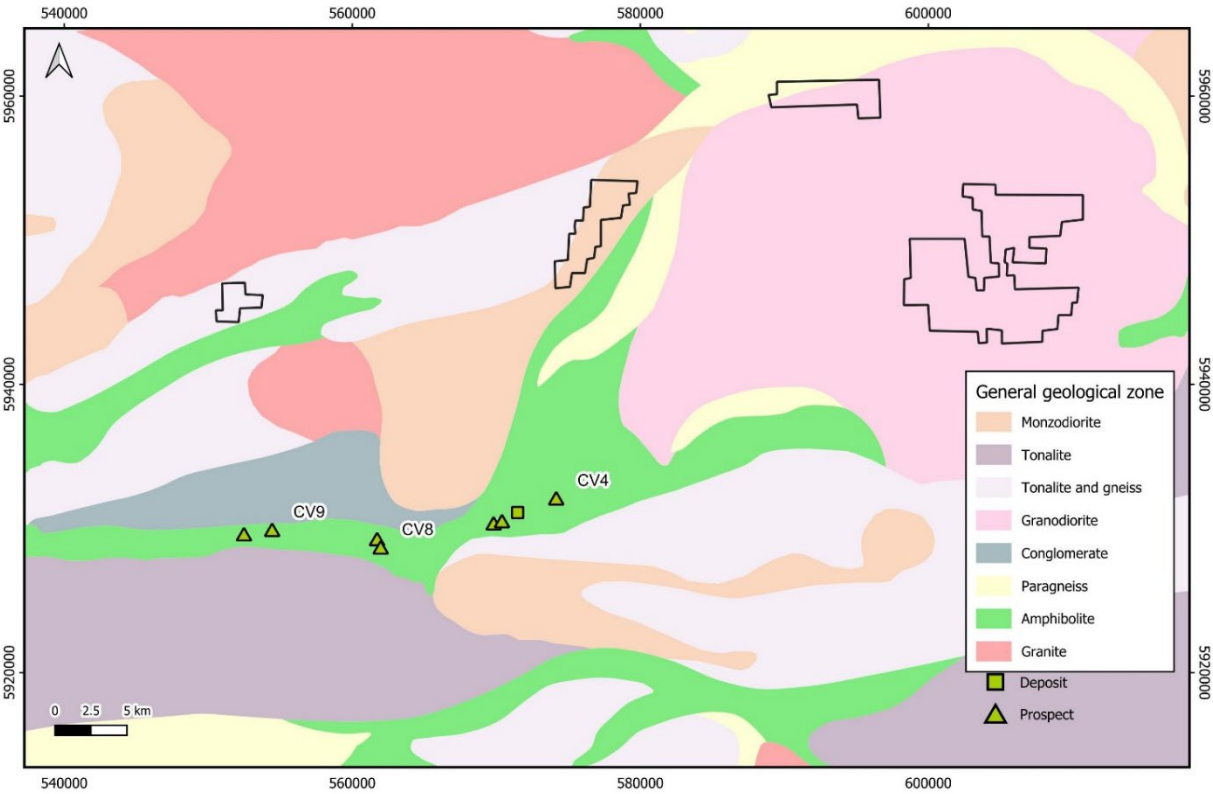 540000 560000 580000 600000
5960000
5960000
5940000
5940000
5920000
5920000
CV4
CV9
CV8
General geological zone
Monzodiorite
Tonalite
Tonalite and gneiss
Granodiorite
Conglomerate
Paragneiss
Amphibolite
Granite
Deposit
Prospect
0 2.5 5 km
540000 560000 580000 600000